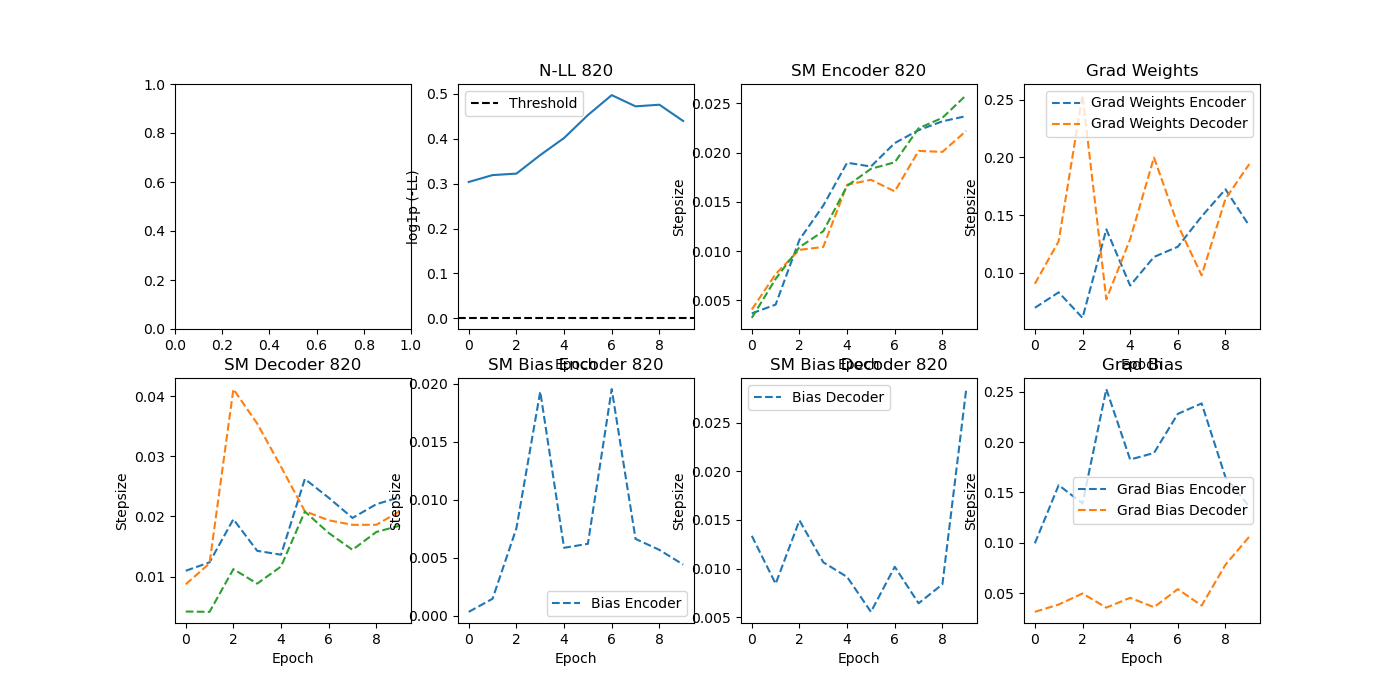 N-LL 820
SM Encoder 820
Grad Weights
1.0
0.8
0.6
0.4
0.2
0.0
0.0 0.2 0.4 0.6 0.8 1.0
log1p (-LL)
0.5
0.4
0.3
0.2
0.1
0.0
Threshold
0 2 4 6 8
Epoch
Stepsize
0.025
0.020
0.015
0.010
0.005
0 2 4 6 8
Epoch
Stepsize
0.25
0.20
0.15
0.10
Grad Weights Encoder
Grad Weights Decoder
0 2 4 6 8
Epoch
SM Decoder 820
SM Bias Encoder 820
SM Bias Decoder 820
Grad Bias
Stepsize
0.04
0.03
0.02
0.01
0 2 4 6 8
Epoch
Stepsize
0.020
0.015
0.010
0.005
0.000
Bias Encoder
0 2 4 6 8
Epoch
Stepsize
0.025
0.020
0.015
0.010
0.005
Bias Decoder
0 2 4 6 8
Epoch
Stepsize
0.25
0.20
0.15
0.10
0.05
Grad Bias Encoder
Grad Bias Decoder
0 2 4 6 8
Epoch